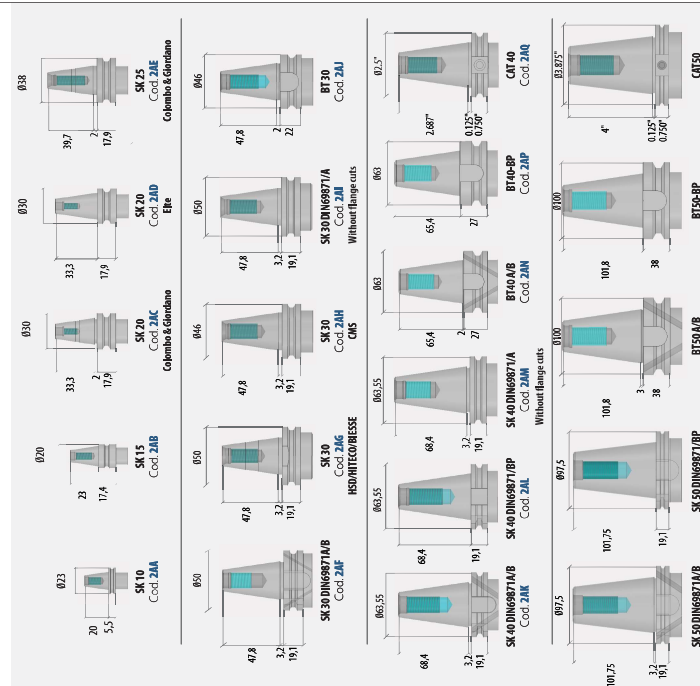 Ø38
39,7
2
17,9
SK 25
Cod. 2AE
Colombo & Giordano
Ø30
33,3
17,9
SK 20
Cod. 2AD
Elte
Ø30
33,3
2
17,9
SK 20
Cod. 2AC
Colombo & Giordano
Ø20
23
17,4
SK 15
Cod. 2AB
Ø23
20
5,5
SK 10
Cod. 2AA
Ø46
47,8
2
22
BT 30
Cod. 2AJ
Ø50
47,8
3,2
19,1
SK 30 DIN69871/A
Cod. 2AI
Without flange cuts
Ø46
47,8
3,2
19,1
SK 30
Cod. 2AH
CMS
Ø50
47,8
3,2
19,1
SK 30
Cod. 2AG
HSD/HITECO/BIESSE
Ø50
47,8
3,2
19,1
SK 30 DIN69871A/B
Cod. 2AF
Ø2.5"
2.687"
0.125"
0.750"
CAT 40
Cod. 2AQ
Ø63
65,4
27
BT40-BP
Cod. 2AP
Ø63
65,4
2
27
BT40 A/B
Cod. 2AN
Ø63,55
68,4
3,2
19,1
SK 40 DIN69871/A
Cod. 2AM
Without flange cuts
Ø63,55
68,4
19,1
SK 40 DIN69871/BP
Cod. 2AL
Ø63,55
68,4
3,2
19,1
SK 40 DIN69871A/B
Cod. 2AK
Ø3.875"
4"
0.125"
0.750"
CAT50
Ø100
101,8
38
BT50-BP
Ø100
101,8
3
38
BT50 A/B
Ø97,5
101,75
19,1
SK 50 DIN69871/BP
Ø97,5
101,75
3,2
19,1
SK 50 DIN69871A/B